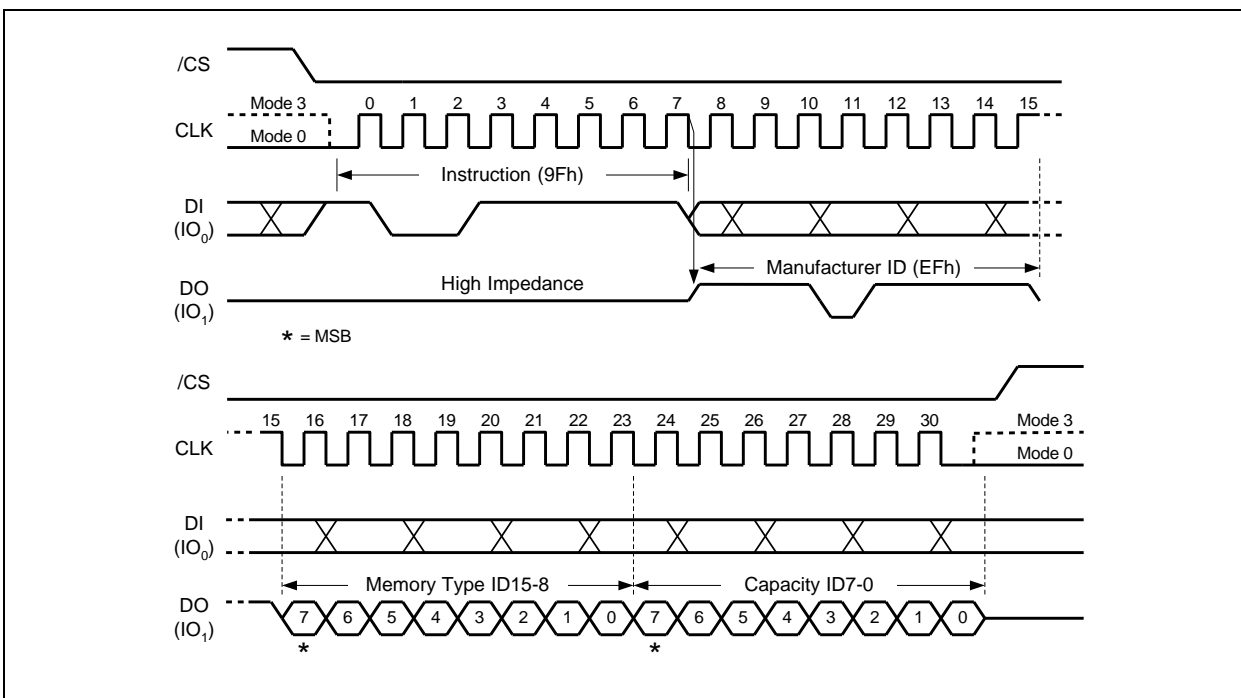 /CS
Mode 3 0 1 2 3 4 5 6 7 8 9 10 11 12 13 14 15
CLK Mode 0
Instruction (9Fh)
DI
(IO0)
Manufacturer ID (EFh)
High Impedance
DO
(IO1)
* = MSB
/CS
15 16 17 18 19 20 21 22 23 24 25 26 27 28 29 30 Mode 3
CLK Mode 0
DI
(IO0)
Memory Type ID15-8 Capacity ID7-0
DO 7 6 5 4 3 2 1 0 7 6 5 4 3 2 1 0
(IO1)
* *